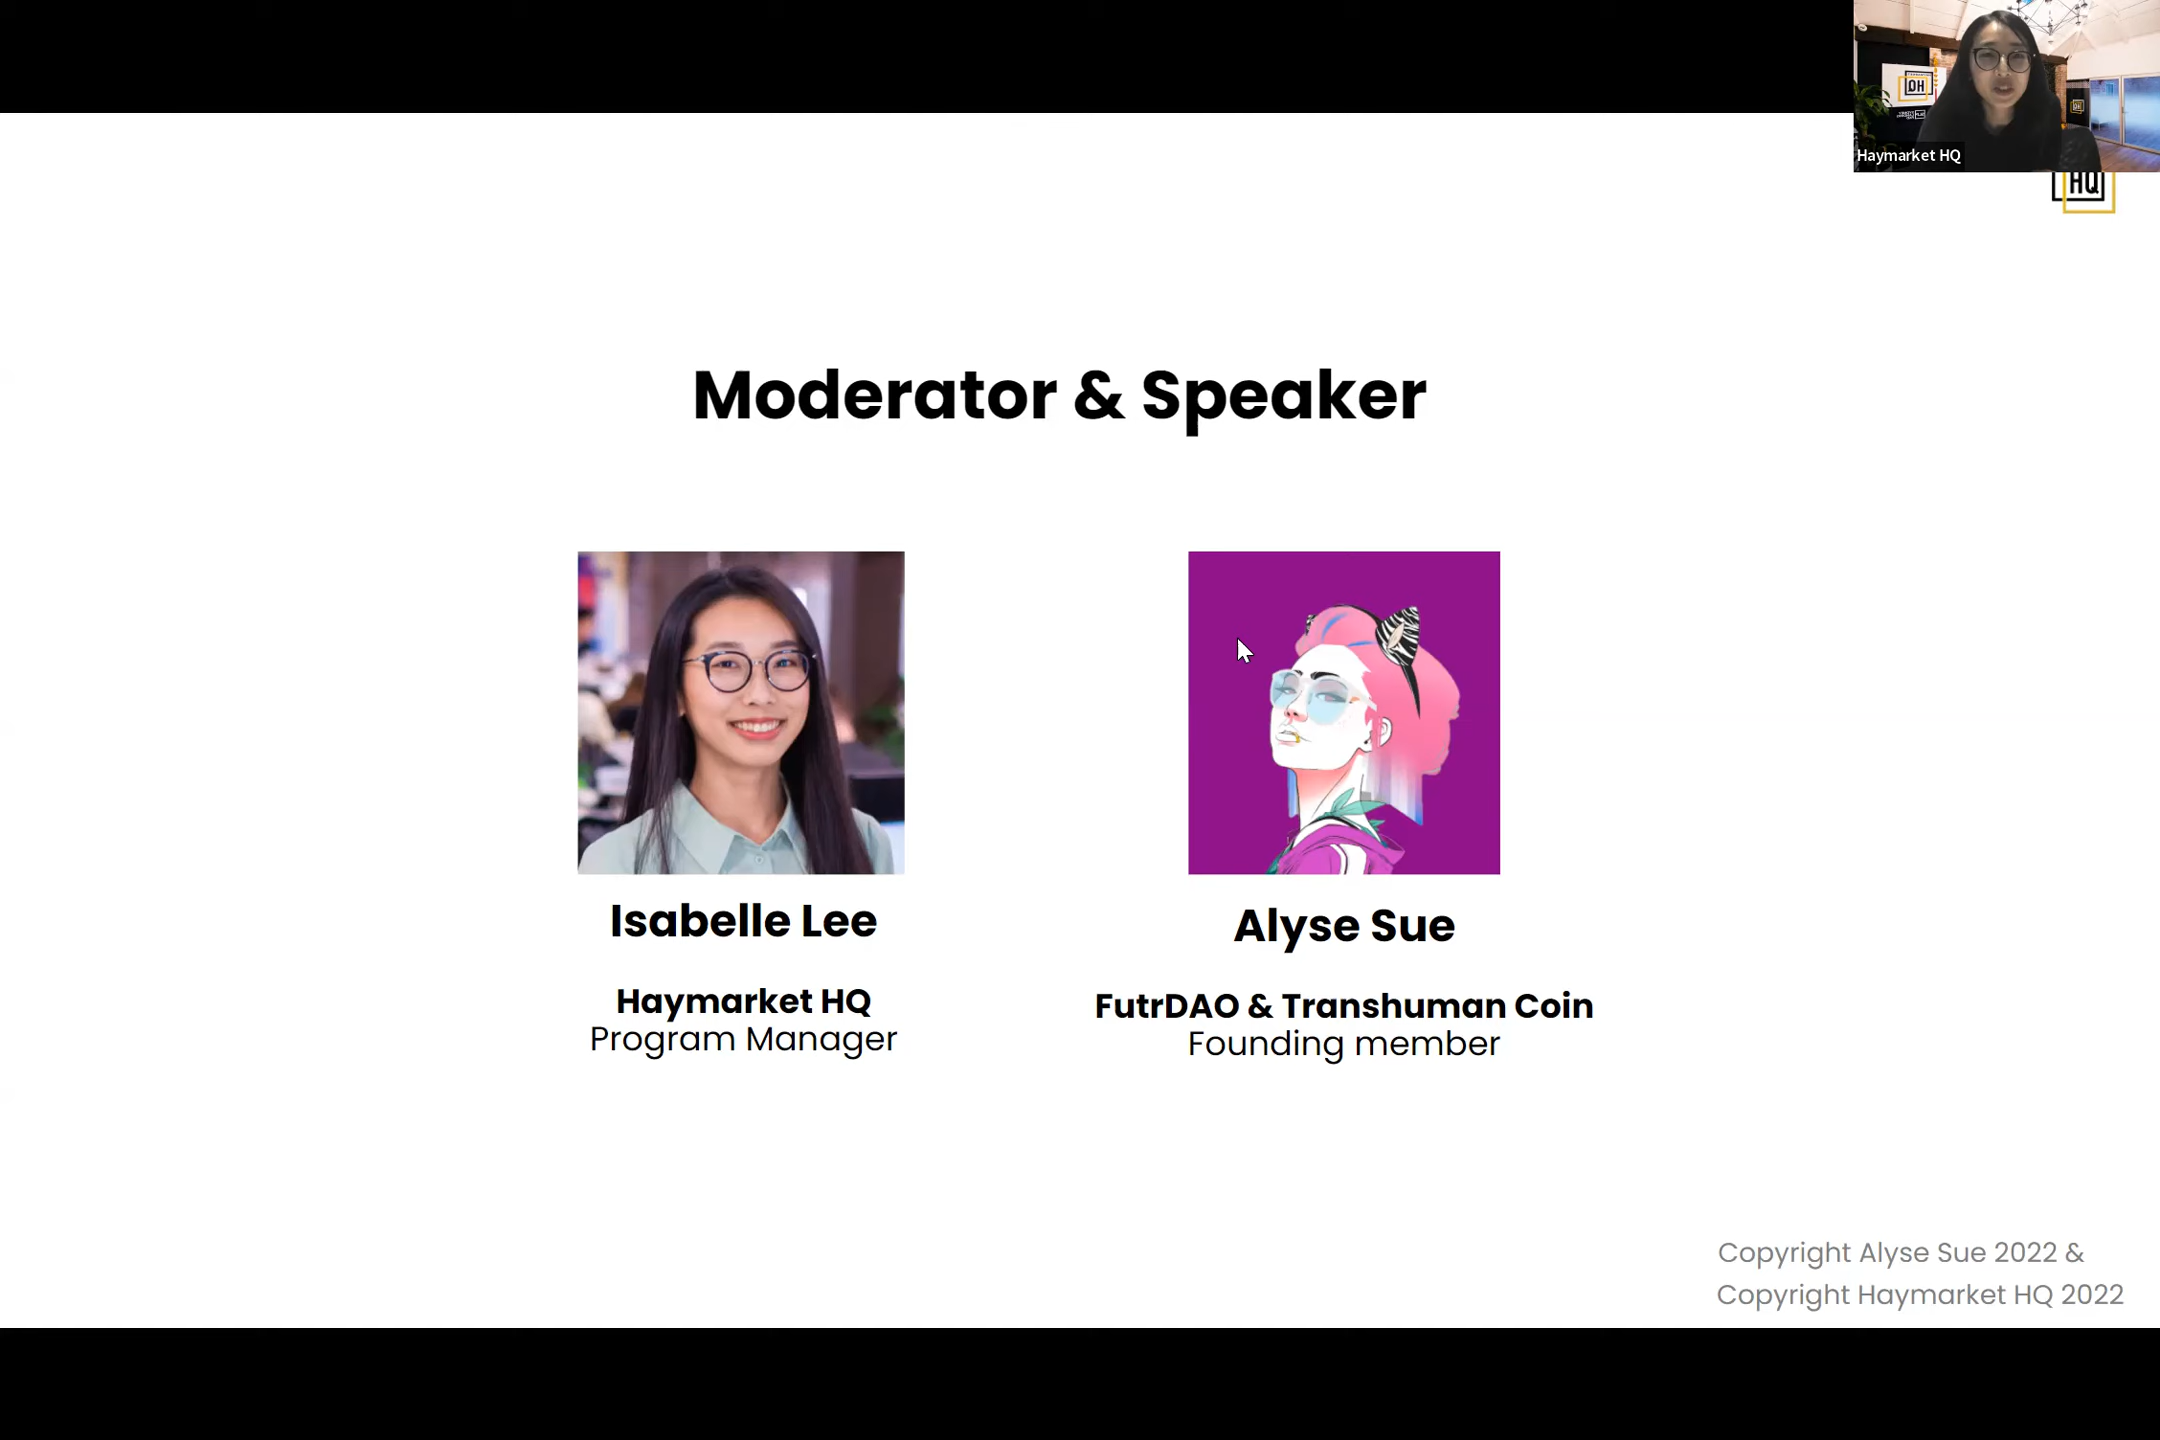 Haymarket HQ
HQ
Moderator & Speaker
Isabelle Lee
Haymarket HQ
Program Manager
Alyse Sue
FutrDAO & Transhuman Coin
Founding member
Copyright Alyse Sue 2022 &
Copyright Haymarket HQ 2022